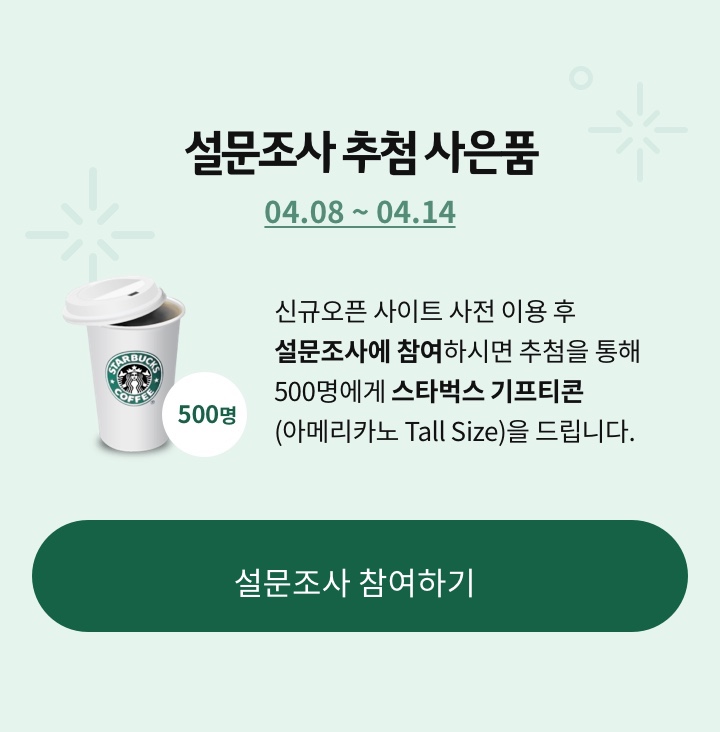 설문조사 추첨 사은품
04.08 ~ 04.14
STARBUCKS
COFFEE
500명
신규오픈 사이트 사전 이용 후
설문조사에 참여하시면 추첨을 통해
500명에게 스타벅스 기프티콘
(아메리카노 Tall Size)을 드립니다.
설문조사 참여하기